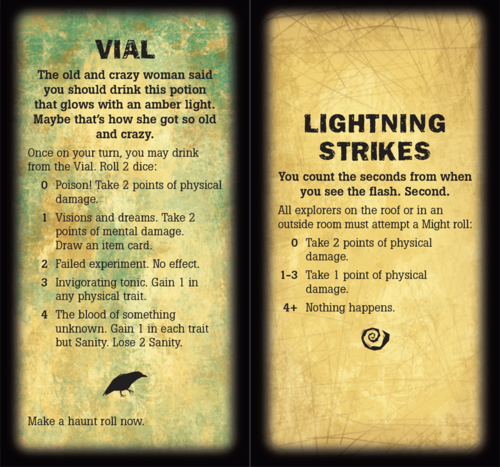 VIAL
The old and crazy woman said
you should drink this potion
that glows with an amber light.
Maybe that's how she got so old
and crazy.
Once on your turn, you may drink
from the Vial. Roll 2 dice:
0 Poison! Take 2 points of physical
damage.
1 Visions and dreams. Take 2
points of mental damage.
Draw an item card.
2 Failed experiment. No effect.
3 Invigorating tonic. Gain 1 in
any physical trait.
4 The blood of something
unknown. Gain 1 in each trait
but Sanity. Lose 2 Sanity.
Make a haunt roll now.
LIGHTNING
STRIKES
You count the seconds from when
you see the flash. Second.
All explorers on the roof or in an
outside room must attempt a Might roll:
0 Take 2 points of physical
damage.
1-3 Take 1 point of physical
damage.
4+ Nothing happens.